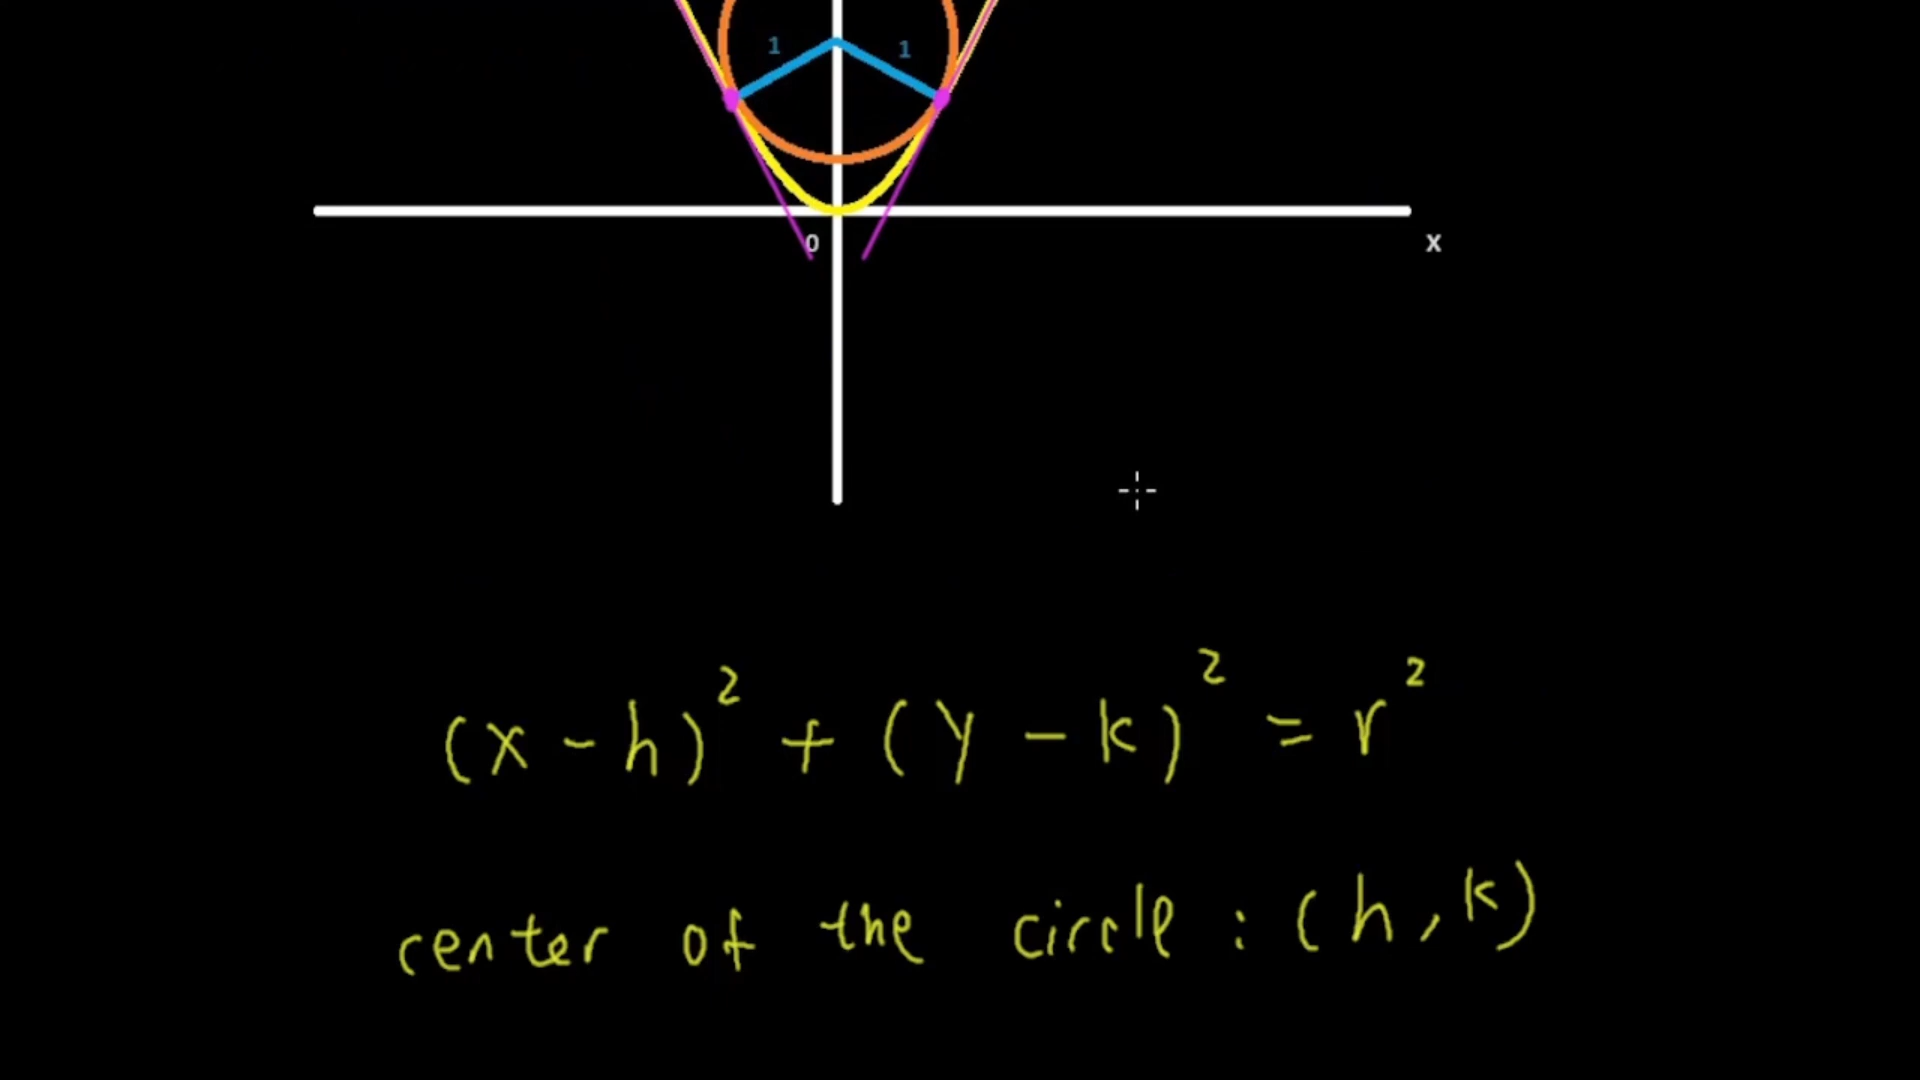 1 1
0
x
(x - h)² + (y - k)² = r²
center of the circle : (h, k)